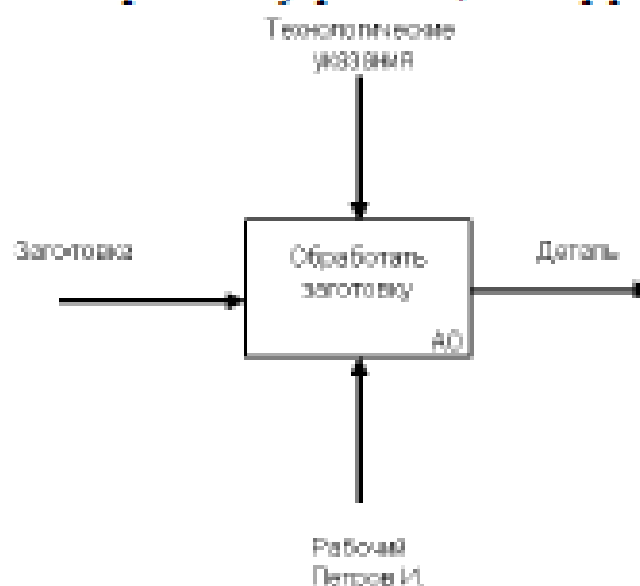 Технологические
указания
Заготовка
Обработать
заготовку
Деталь
А0
Рабочий
Петров И.